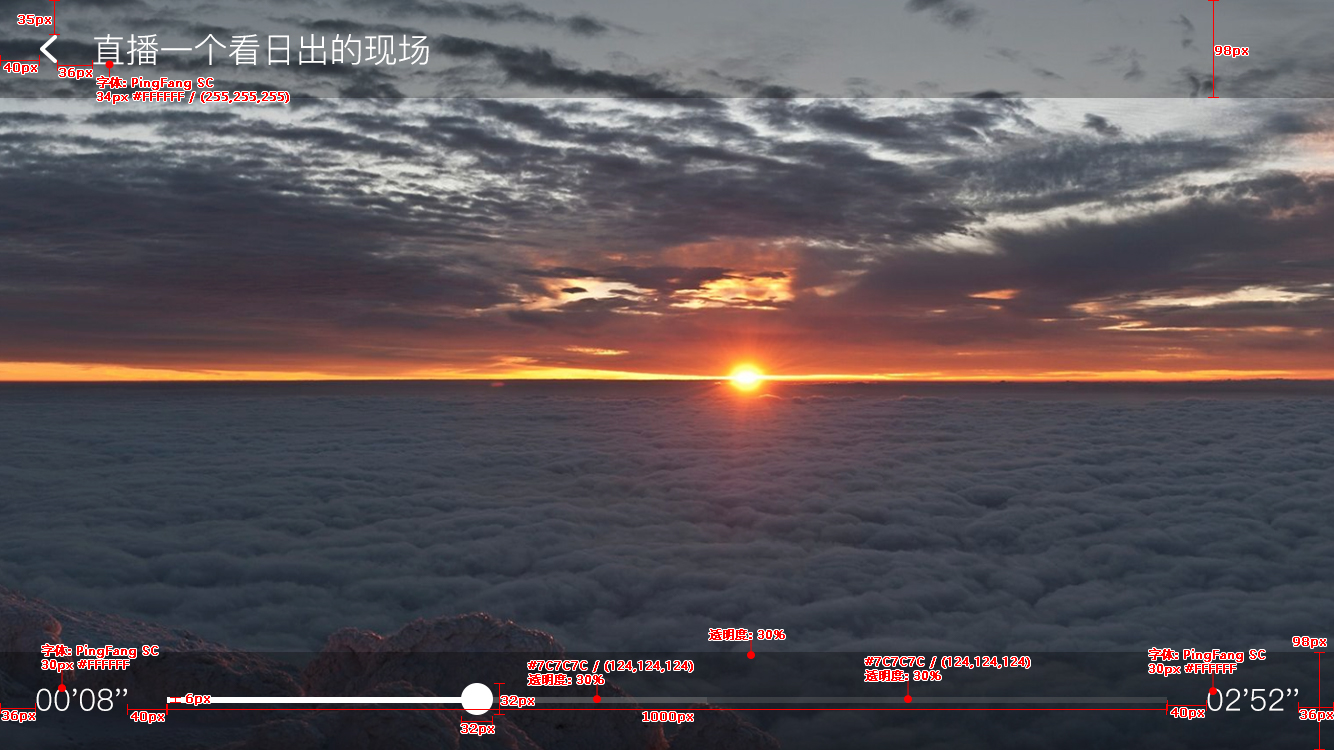 35px
直播一个看日出的现场
98px
40px
36px
字体: PingFang SC
34px #FFFFFF / (255,255,255)
透明度: 30%
98px
字体: PingFang SC
30px #FFFFFF
#7C7C7C / (124,124,124)
透明度: 30%
#7C7C7C / (124,124,124)
透明度: 30%
字体: PingFang SC
30px #FFFFFF
00’08’’
6px
32px
02’52’’
36px
40px
32px
1000px
40px
36px